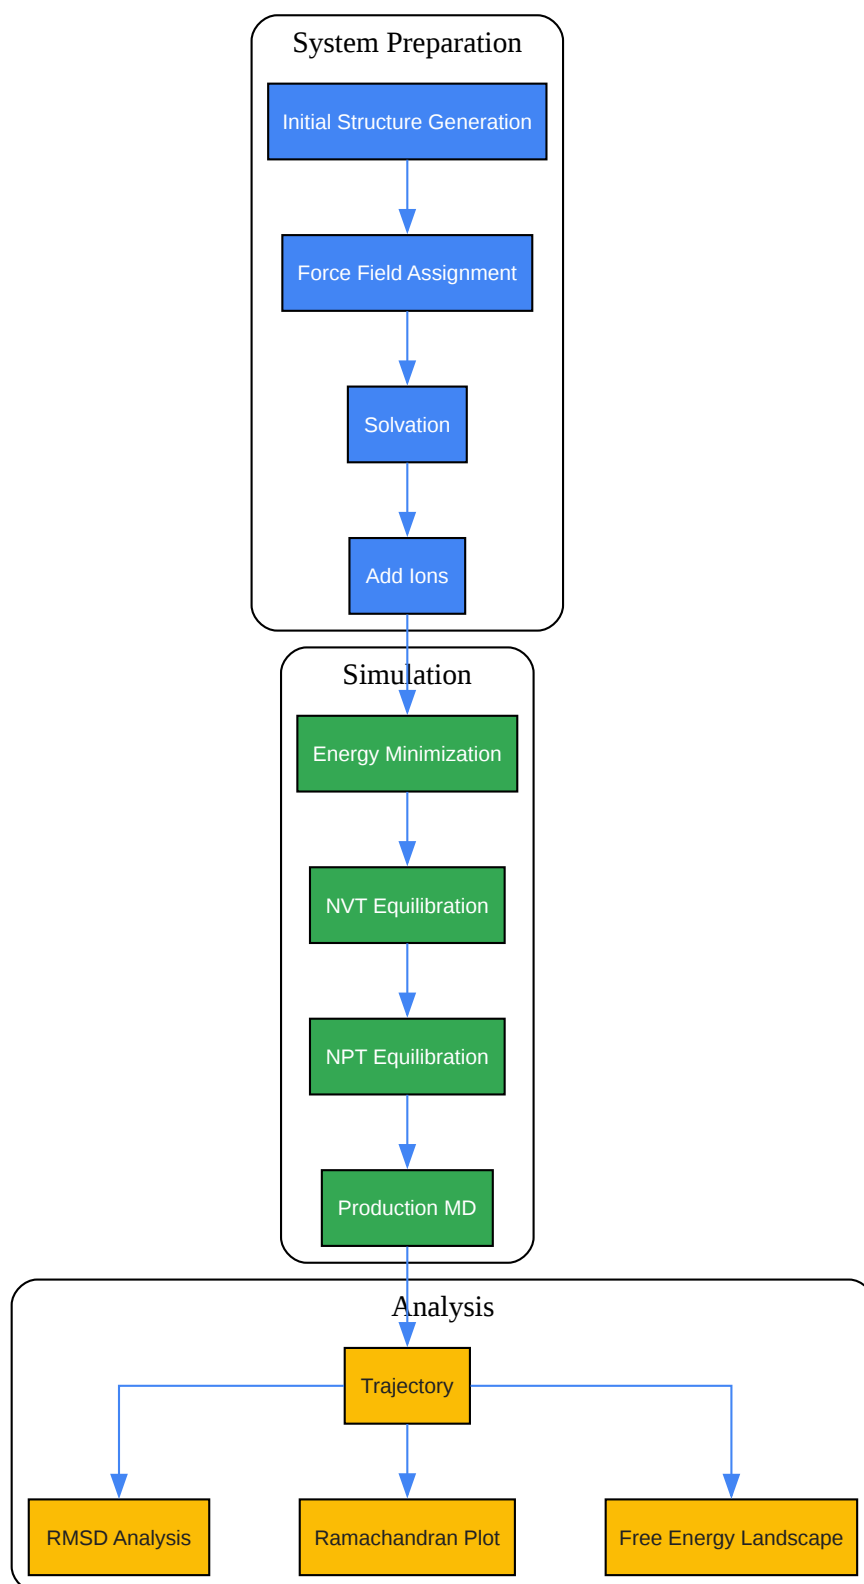 System Preparation
Initial Structure Generation
Force Field Assignment
Solvation
Add Ions
Simulation
Energy Minimization
NVT Equilibration
NPT Equilibration
Production MD
Analysis
Trajectory
RMSD Analysis
Ramachandran Plot
Free Energy Landscape